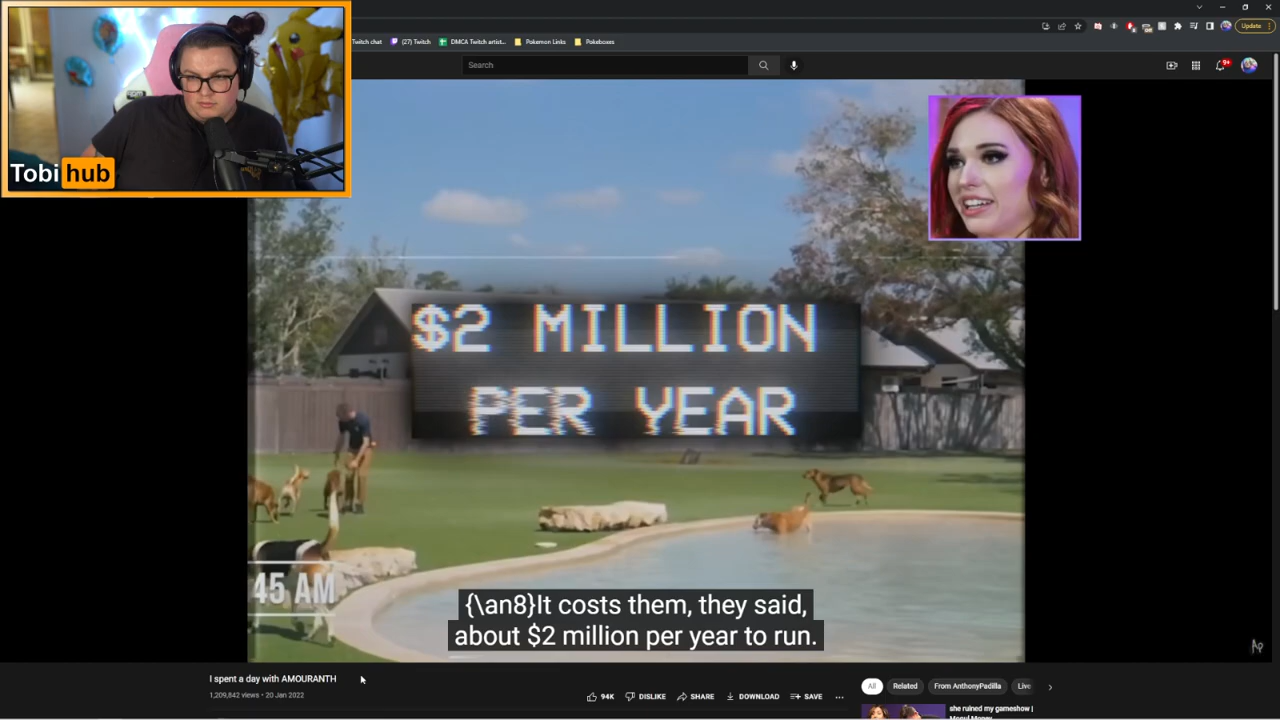 Twitch chat
(27) Twitch
DMCA Twitch artist...
Pokemon Links
Pokeboxes
Update
Search
9+
Tobi hub
$2 MILLION
PER YEAR
45 AM
{\an8}It costs them, they said,
about $2 million per year to run.
I spent a day with AMOURANTH
1,209,842 views • 20 Jan 2022
94K
DISLIKE
SHARE
DOWNLOAD
SAVE
All
Related
From AnthonyPadilla
Live
she ruined my gameshow |